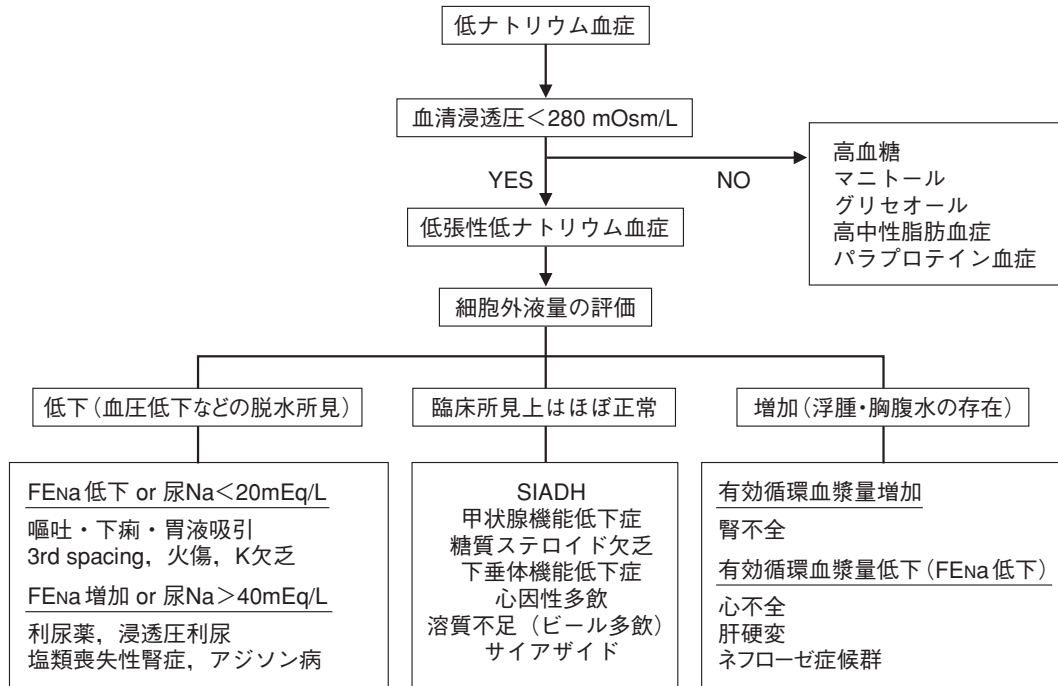 低ナトリウム血症
血清浸透圧＜280 mOsm/L
YES
NO
高血糖
マニトール
グリセオール
高中性脂肪血症
パラプロテイン血症
低張性低ナトリウム血症
細胞外液量の評価
低下（血圧低下などの脱水所見）
臨床所見上はほぼ正常
増加（浮腫・胸腹水の存在）
FENa 低下 or 尿Na＜20mEq/L
嘔吐・下痢・胃液吸引
3rd spacing，火傷，K欠乏
FENa 増加 or 尿Na＞40mEq/L
利尿薬，浸透圧利尿
塩類喪失性腎症，アジソン病
SIADH
甲状腺機能低下症
糖質ステロイド欠乏
下垂体機能低下症
心因性多飲
溶質不足（ビール多飲）
サイアザイド
有効循環血漿量増加
腎不全
有効循環血漿量低下（FENa 低下）
心不全
肝硬変
ネフローゼ症候群